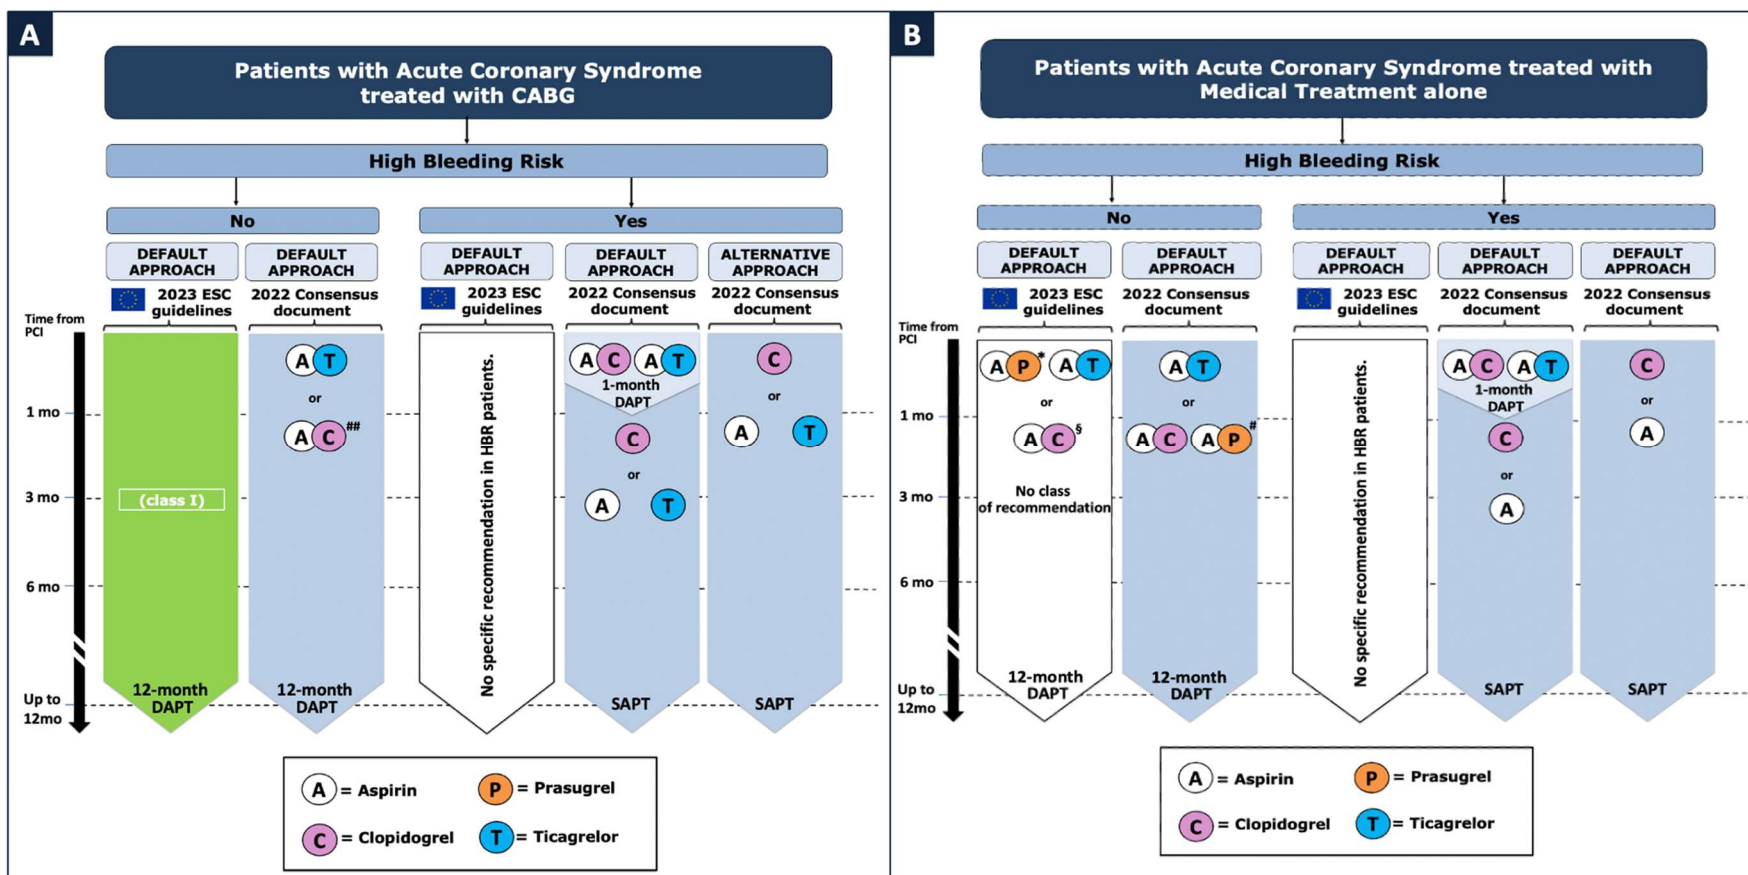 A
Patients with Acute Coronary Syndrome
treated with CABG
High Bleeding Risk
No
Yes
DEFAULT
APPROACH
DEFAULT
APPROACH
DEFAULT
APPROACH
DEFAULT
APPROACH
ALTERNATIVE
APPROACH
2023 ESC
guidelines
2022 Consensus
document
2023 ESC
guidelines
2022 Consensus
document
2022 Consensus
document
Time from
PCI
1 mo
3 mo
6 mo
Up to
12mo
(class I)
12-month
DAPT
A T
or
A C ##
12-month
DAPT
No specific recommendation in HBR patients.
A C A T
1-month
DAPT
C
or
A T
SAPT
C
or
A T
SAPT
A = Aspirin
P = Prasugrel
C = Clopidogrel
T = Ticagrelor
B
Patients with Acute Coronary Syndrome treated with
Medical Treatment alone
High Bleeding Risk
No
Yes
DEFAULT
APPROACH
DEFAULT
APPROACH
DEFAULT
APPROACH
DEFAULT
APPROACH
DEFAULT
APPROACH
2023 ESC
guidelines
2022 Consensus
document
2023 ESC
guidelines
2022 Consensus
document
2022 Consensus
document
Time from
PCI
1 mo
3 mo
6 mo
Up to
12mo
A P * A T
or
A C §
No class
of recommendation
12-month
DAPT
A T
or
A C A P #
12-month
DAPT
No specific recommendation in HBR patients.
A C A T
1-month
DAPT
C
or
A
SAPT
C
or
A
SAPT
A = Aspirin
P = Prasugrel
C = Clopidogrel
T = Ticagrelor